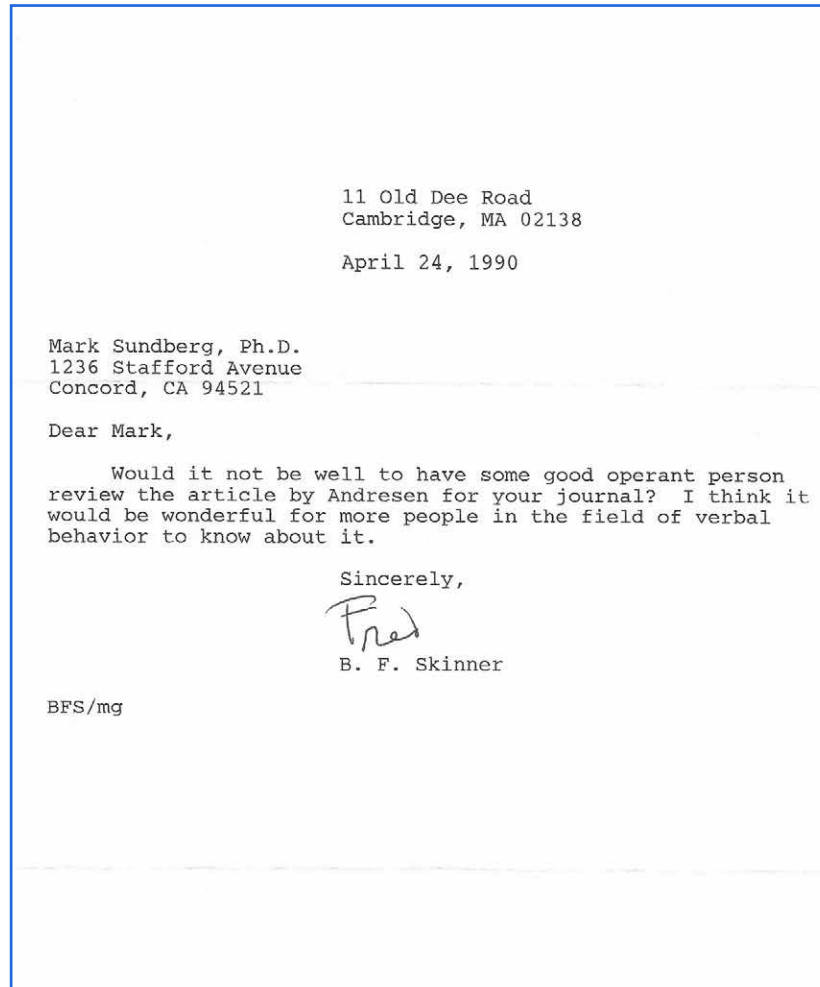 11 Old Dee Road
Cambridge, MA 02138
April 24, 1990
Mark Sundberg, Ph.D.
1236 Stafford Avenue
Concord, CA 94521
Dear Mark,
Would it not be well to have some good operant person
review the article by Andresen for your journal? I think it
would be wonderful for more people in the field of verbal
behavior to know about it.
Sincerely,
Fred
B. F. Skinner
BFS/mg